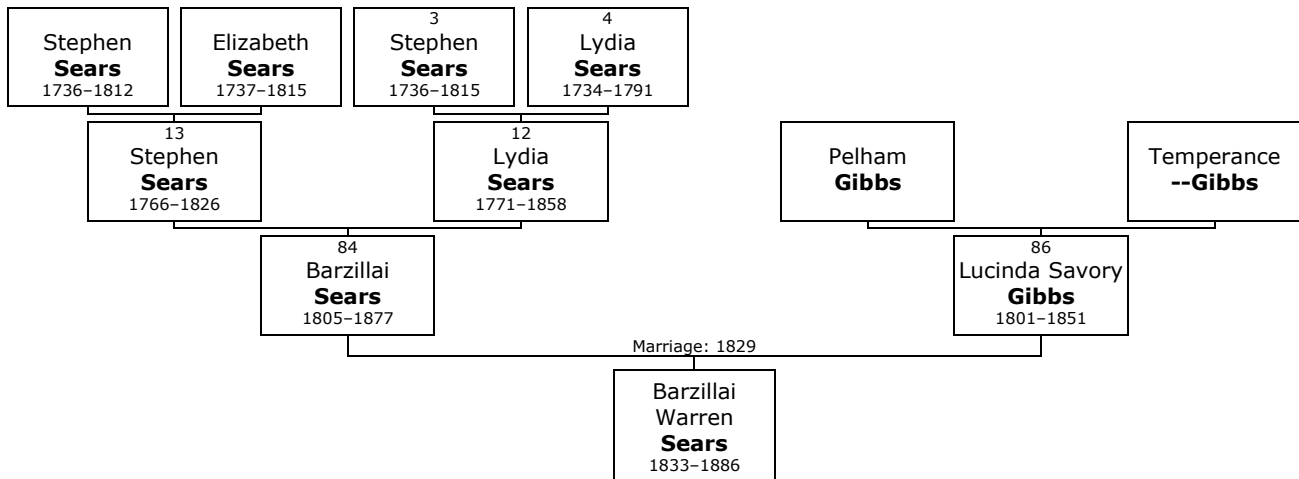 Stephen
Sears
1736–1812
Elizabeth
Sears
1737–1815
3
Stephen
Sears
1736–1815
4
Lydia
Sears
1734–1791
13
Stephen
Sears
1766–1826
12
Lydia
Sears
1771–1858
Pelham
Gibbs
Temperance
--Gibbs
84
Barzillai
Sears
1805–1877
86
Lucinda Savory
Gibbs
1801–1851
Marriage: 1829
Barzillai
Warren
Sears
1833–1886